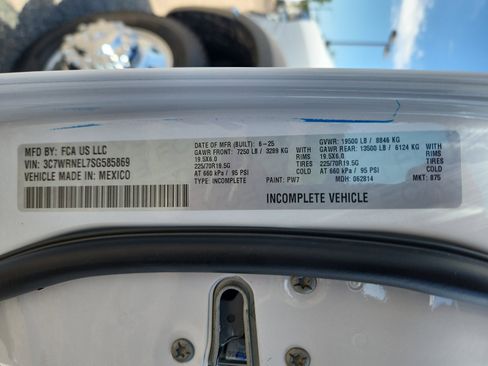 MFD BY: FCA US LLC
VIN: 3C7WRNEL7SG585869
VEHICLE MADE IN: MEXICO
DATE OF MFR (BUILT): 6-25
GAWR FRONT: 7250 LB / 3289 KG WITH
19.5X6.0 RIMS
225/70R19.5G TIRES
AT 660 kPa / 95 PSI COLD
TYPE: INCOMPLETE PAINT: PW7
GVWR: 19500 LB / 8846 KG
GAWR REAR: 13500 LB / 6124 KG WITH
19.5X6.0 RIMS
225/70R19.5G TIRES
AT 660 kPa / 95 PSI COLD
MDH: 062814 MKT: 875
INCOMPLETE VEHICLE